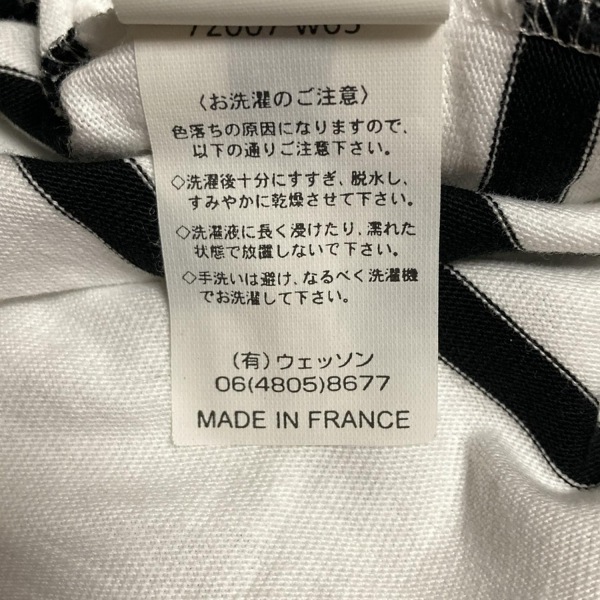 72007 W03
〈お洗濯のご注意〉
色落ちの原因になりますので、
以下の通りご注意下さい。
◇洗濯後十分にすすぎ、脱水し、
すみやかに乾燥させて下さい。
◇洗濯液に長く浸けたり、濡れた
状態で放置しないで下さい。
◇手洗いは避け、なるべく洗濯機
でお洗濯して下さい。
(有)ウェッソン
06(4805)8677
MADE IN FRANCE